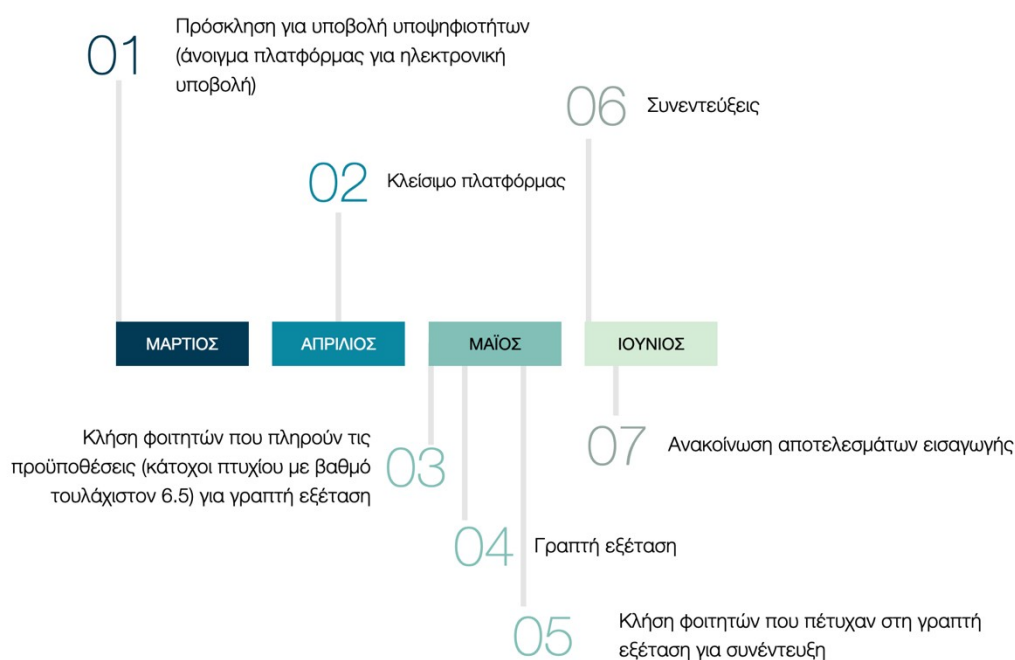 01
Πρόσκληση για υποβολή υποψηφιοτήτων
(άνοιγμα πλατφόρμας για ηλεκτρονική
υποβολή)
06
Συνεντεύξεις
02
Κλείσιμο πλατφόρμας
ΜΑΡΤΙΟΣ
ΑΠΡΙΛΙΟΣ
ΜΑΪΟΣ
ΙΟΥΝΙΟΣ
Κλήση φοιτητών που πληρούν τις
προϋποθέσεις (κάτοχοι πτυχίου με βαθμό
τουλάχιστον 6.5) για γραπτή εξέταση
03
07
Ανακοίνωση αποτελεσμάτων εισαγωγής
04
Γραπτή εξέταση
05
Κλήση φοιτητών που πέτυχαν στη γραπτή
εξέταση για συνέντευξη